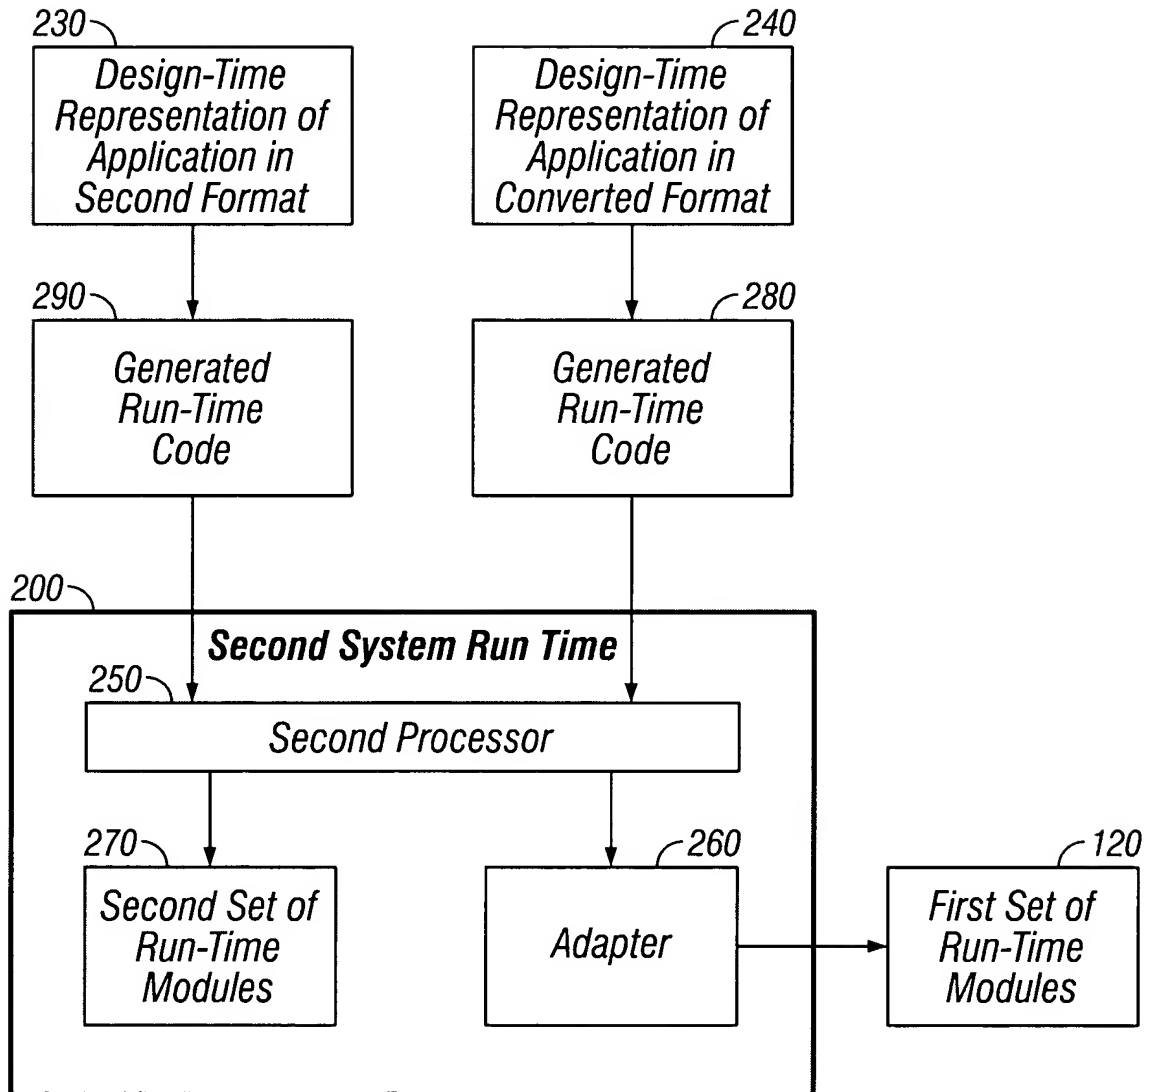 230
240
Design-Time
Representation of
Application in
Second Format
Design-Time
Representation of
Application in
Converted Format
290
280
Generated
Run-Time
Code
Generated
Run-Time
Code
200
Second System Run Time
250
Second Processor
270
260
120
Second Set of
Run-Time
Modules
Adapter
First Set of
Run-Time
Modules